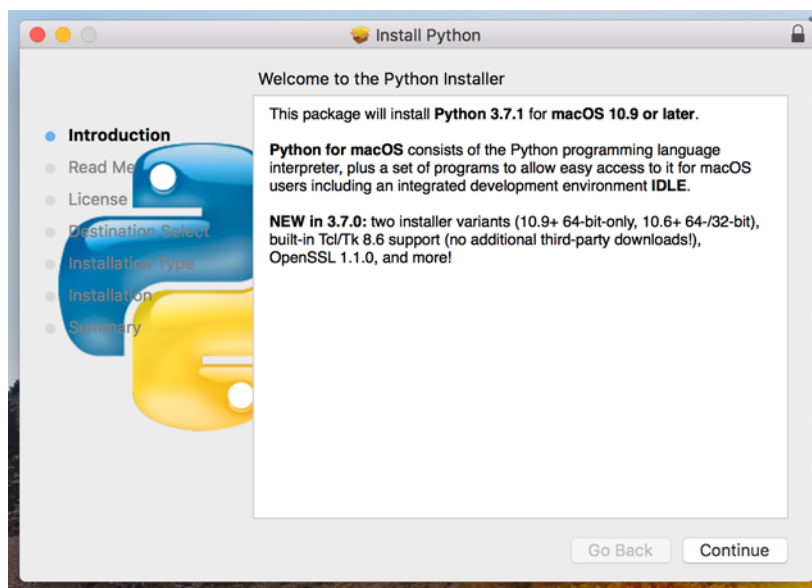 Install Python
Welcome to the Python Installer
Introduction
Read Me
License
Destination Select
Installation Type
Installation
Summary
This package will install Python 3.7.1 for macOS 10.9 or later.
Python for macOS consists of the Python programming language
interpreter, plus a set of programs to allow easy access to it for macOS
users including an integrated development environment IDLE.
NEW in 3.7.0: two installer variants (10.9+ 64-bit-only, 10.6+ 64-/32-bit),
built-in Tcl/Tk 8.6 support (no additional third-party downloads!),
OpenSSL 1.1.0, and more!
Go Back
Continue